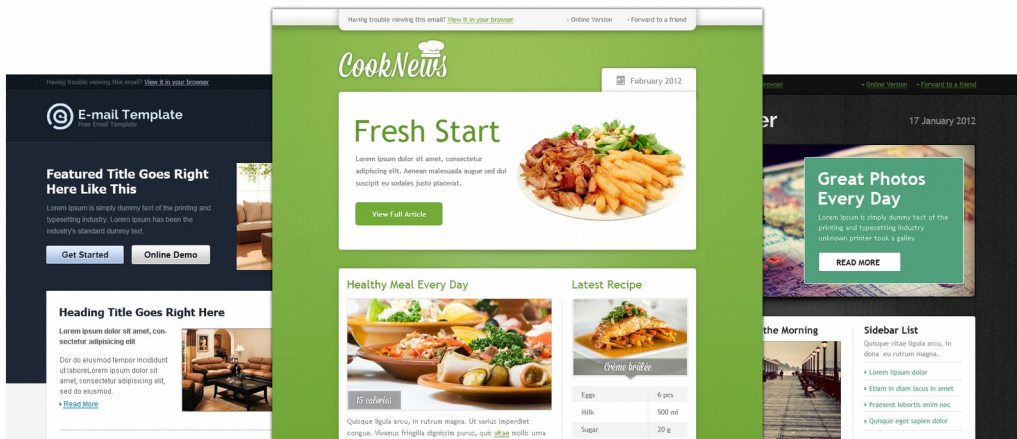 Having trouble viewing this email? View it in your browser
Online Version
Forward to a friend
CookNews
February 2012
Fresh Start
Lorem ipsum dolor sit amet, consectetur
adipiscing elit. Aenean malesuada augue sed dui
suscipit eu sodales justo placerat.
View Full Article
Healthy Meal Every Day
15 calories
Quisque ligula arcu, in rutrum magna. Ut varius imperdiet
congue. Vivamus fringilla dignissim purus, quis vitae mollis urna
Latest Recipe
Crème brûlée
Eggs 6 pcs
Milk 500 ml
Sugar 20 g
Having trouble viewing this email? View it in your browser
E-mail Template
Free Email Template
Featured Title Goes Right
Here Like This
Lorem Ipsum is simply dummy text of the printing and
typesetting industry. Lorem Ipsum has been the
industry's standard dummy text.
Get Started
Online Demo
Heading Title Goes Right Here
Lorem ipsum dolor sit amet, con-
sectetur adipisicing elit
Dor do eiusmod tempor incididunt
ut laboreLorem ipsum dolor sit
amet, consectetur adipisicing elit,
sed do eiusmod.
Read More
rowser
Online Version
Forward to a friend
er
17 January 2012
Great Photos
Every Day
Lorem Ipsum is simply dummy text of the
printing and typesetting industry
unknown printer took a galley
READ MORE
the Morning
Sidebar List
Quisque vitae ligula arcu, in
dona eu rutrum magna.
Lorem Ipsum dolor
Etiam in diam lacus in amet
Praesent lobortis enim nec
Quisque eget sapien dolor